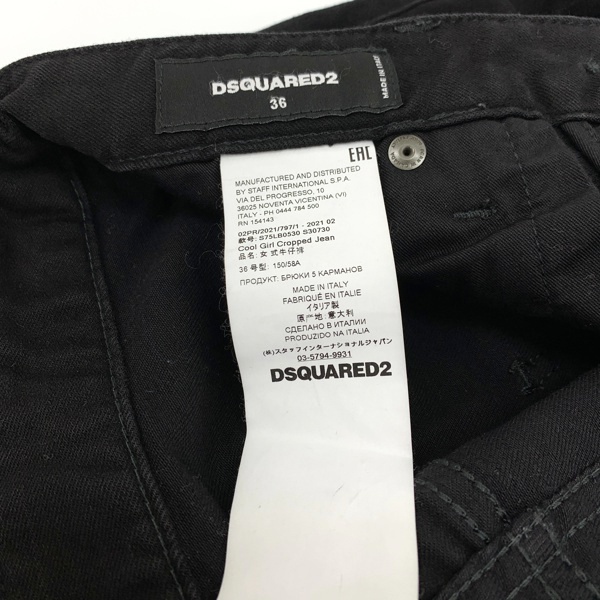 DSQUARED2
36
MADE IN ITALY
EAC
MANUFACTURED AND DISTRIBUTED
BY STAFF INTERNATIONAL S.P.A.
VIA DEL PROGRESSO, 10
36025 NOVENTA VICENTINA (VI)
ITALY - PH 0444 784 500
RN 154143
02PR/2021/797/1 - 2021 02
款号: S75LB0530 S30730
Cool Girl Cropped Jean
品名: 女式牛仔裤
36 号型: 150/58A
ПРОДУКТ: БРЮКИ 5 КАРМАНОВ
MADE IN ITALY
FABRIQUÉ EN ITALIE
イタリア製
原产地: 意大利
СДЕЛАНО В ИТАЛИИ
PRODUZIDO NA ITALIA
(株)スタッフインターナショナルジャパン
03-5794-9931
DSQUARED2